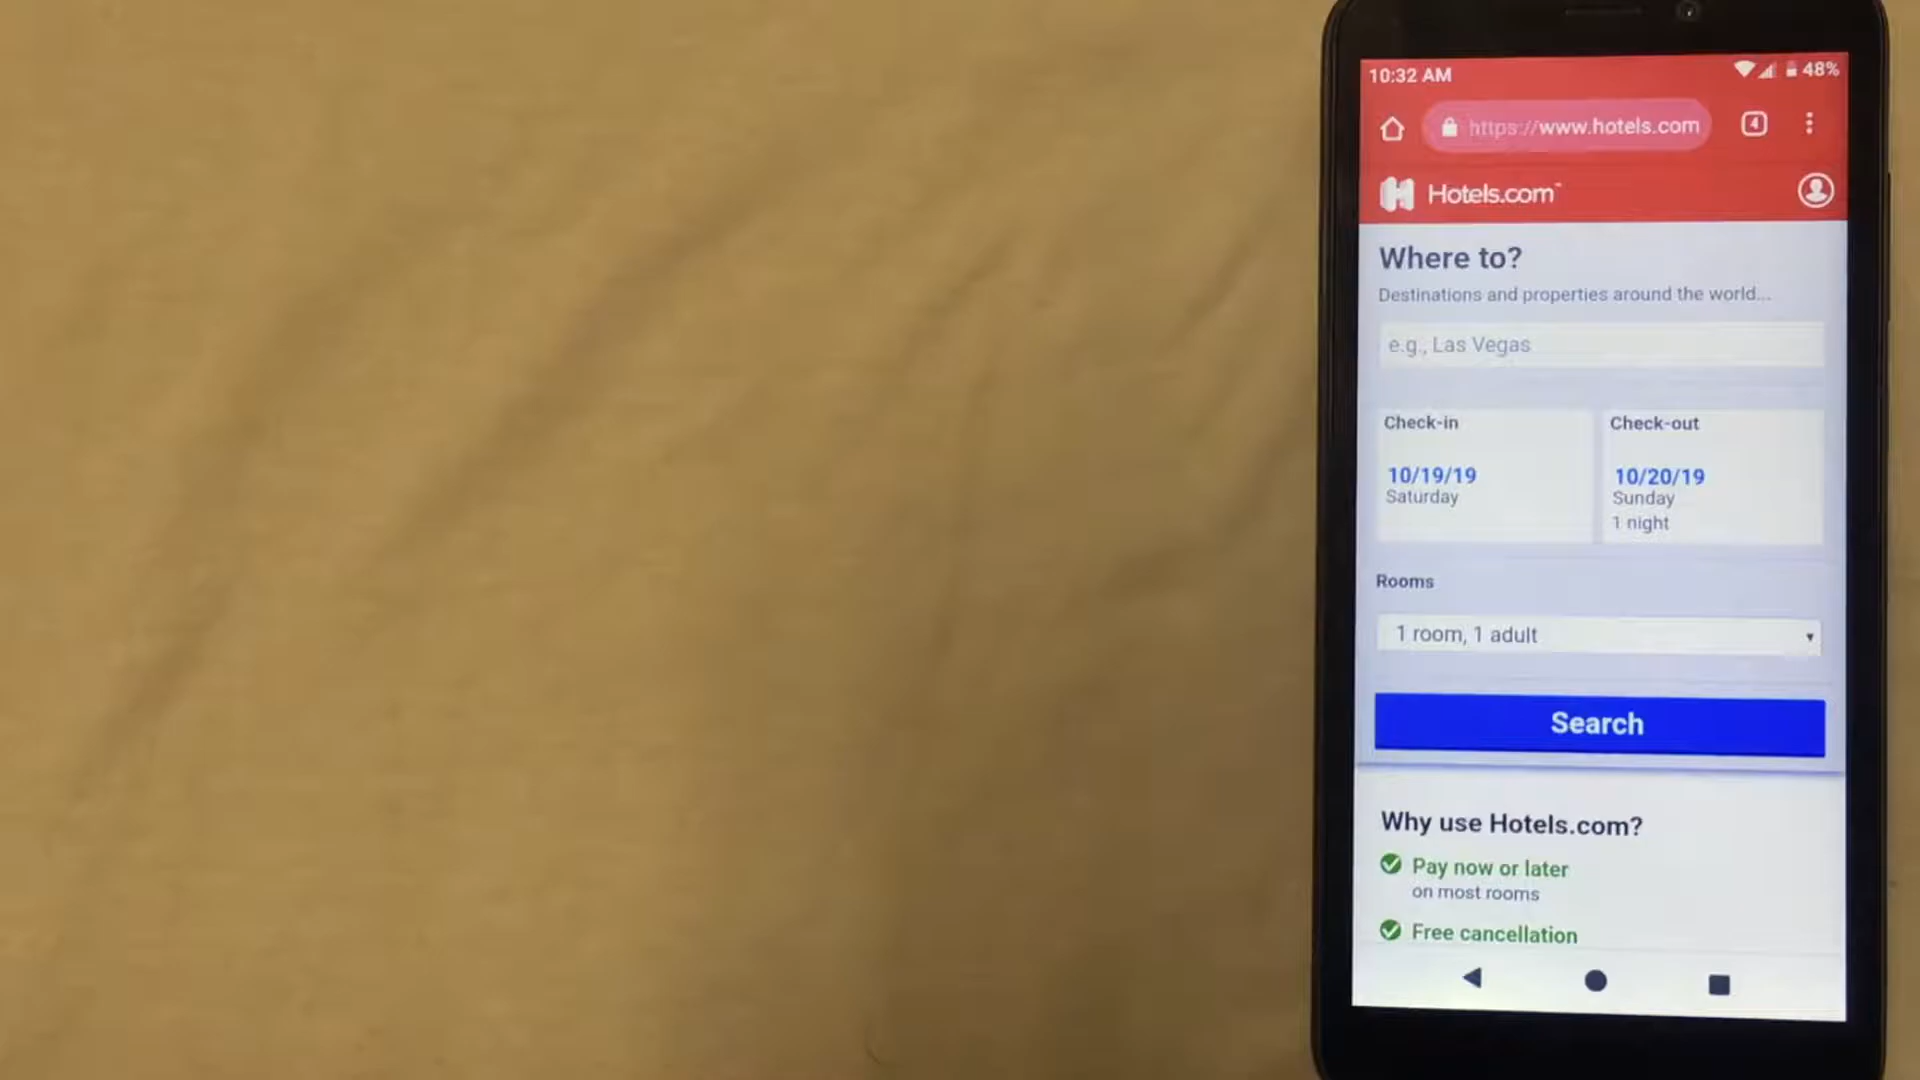 10:32 AM
48%
https://www.hotels.com
4
Hotels.com™
Where to?
Destinations and properties around the world...
e.g., Las Vegas
Check-in
Check-out
10/19/19
10/20/19
Saturday
Sunday
1 night
Rooms
1 room, 1 adult
Search
Why use Hotels.com?
Pay now or later
on most rooms
Free cancellation